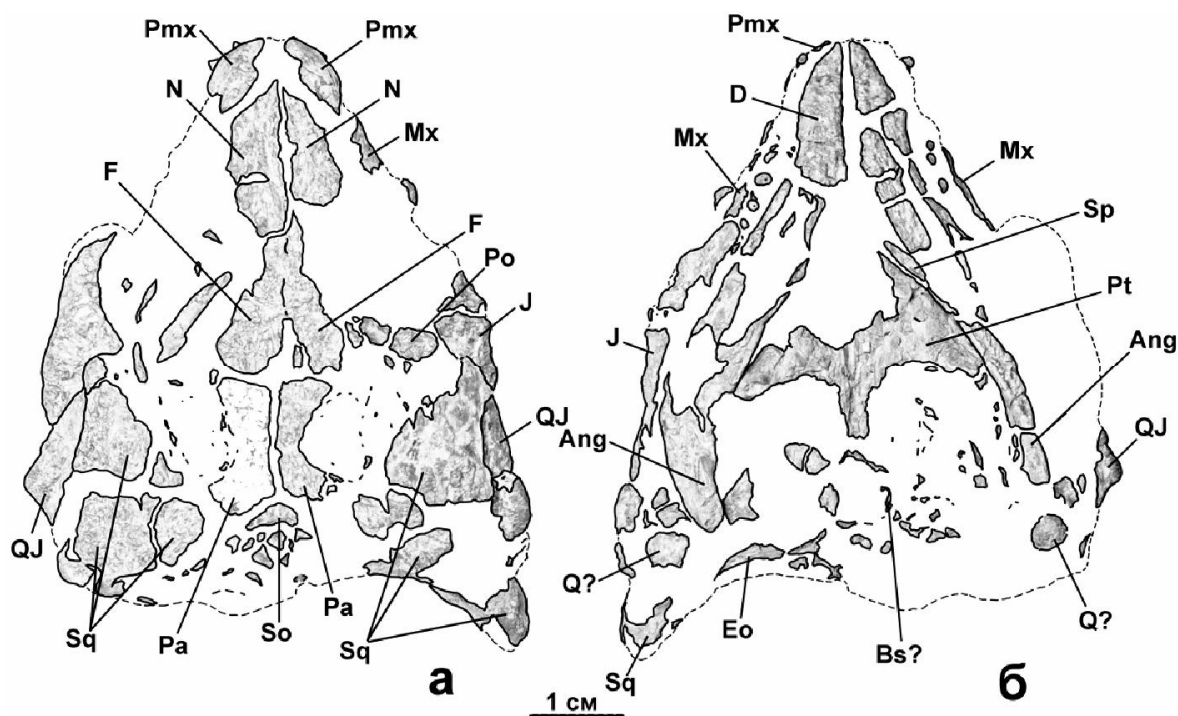 Pmx Pmx
N N
Mx
F F
Po
J
QJ
QJ
Sq Pa So Pa Sq
а
Pmx
D
Mx Mx
Sp
Pt
J
Ang
Ang QJ
Q? Eo Bs? Q?
Sq
б
1 см